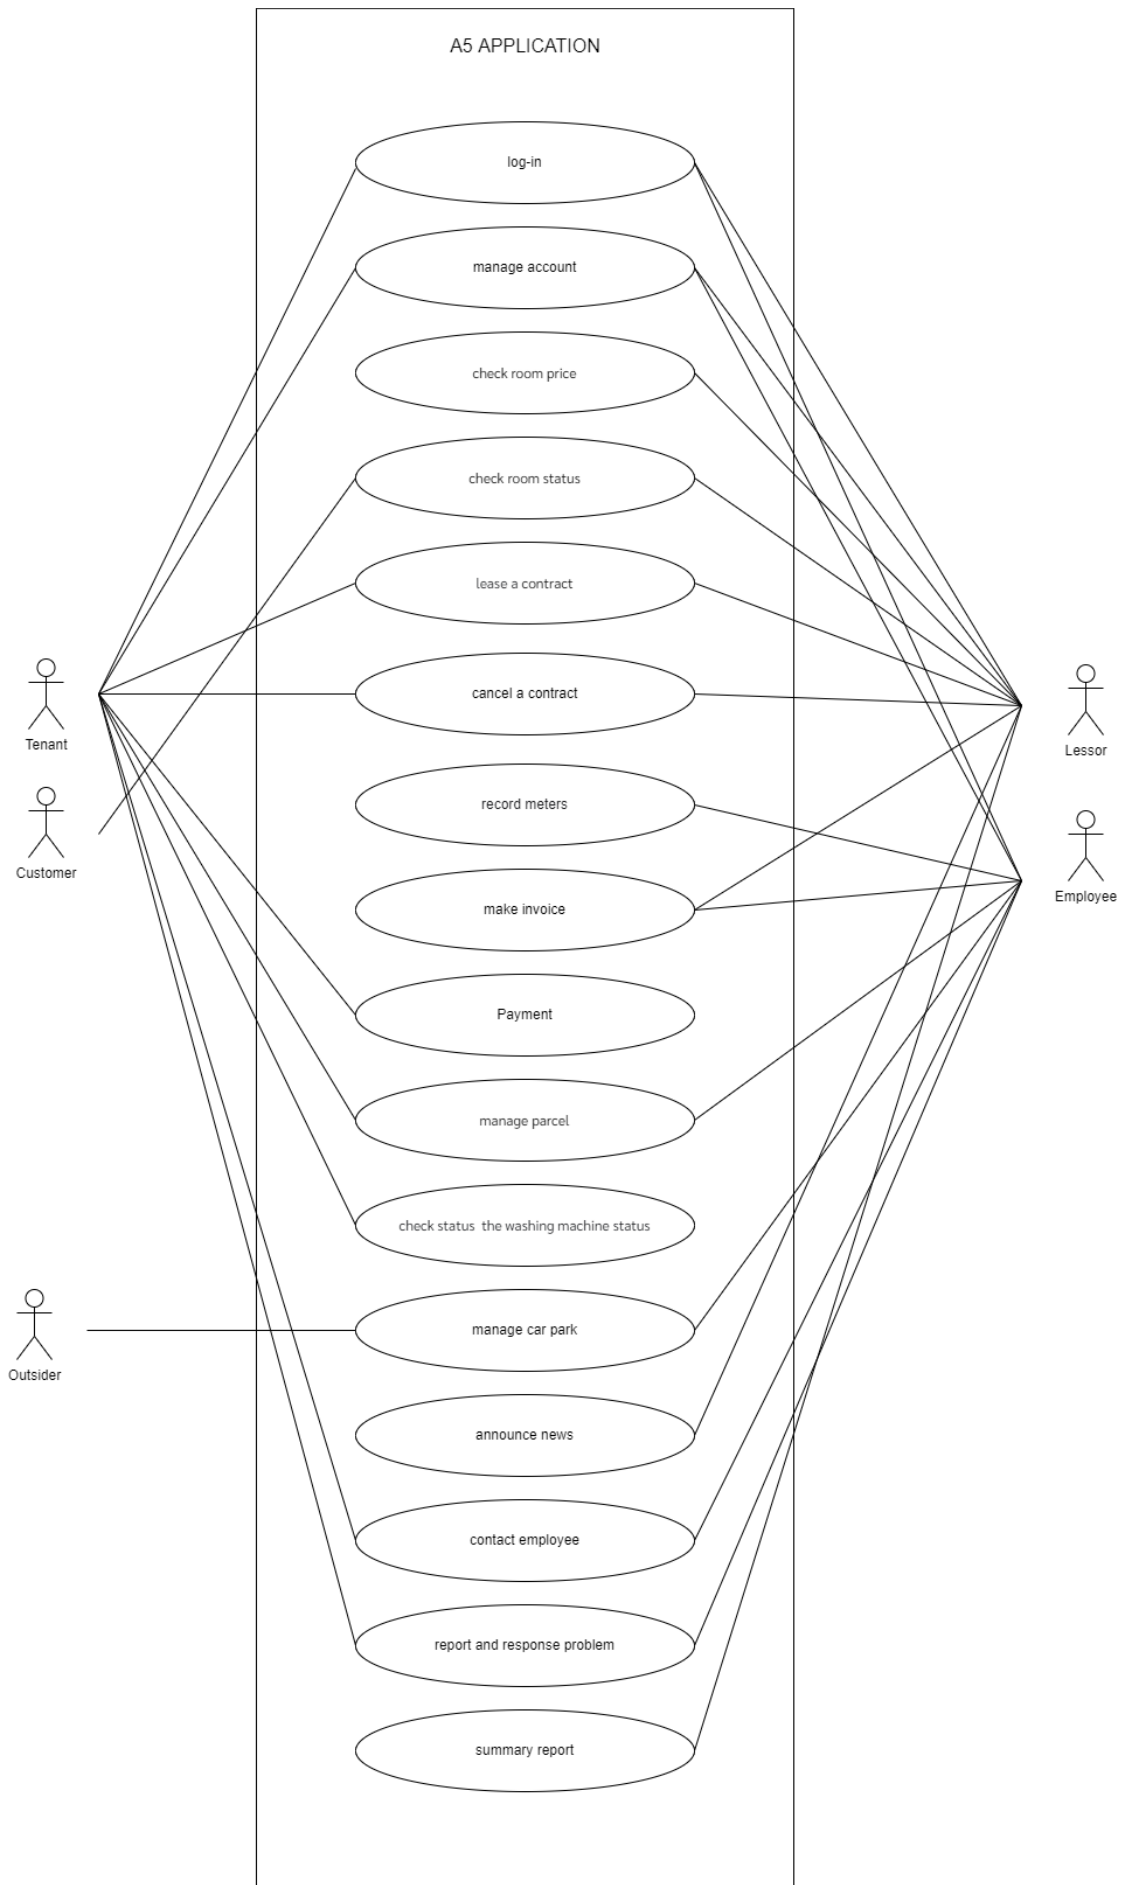 A5 APPLICATION
log-in
manage account
check room price
check room status
lease a contract
cancel a contract
Tenant
Lessor
record meters
Customer
Employee
make invoice
Payment
manage parcel
check status  the washing machine status
manage car park
Outsider
announce news
contact employee
report and response problem
summary report